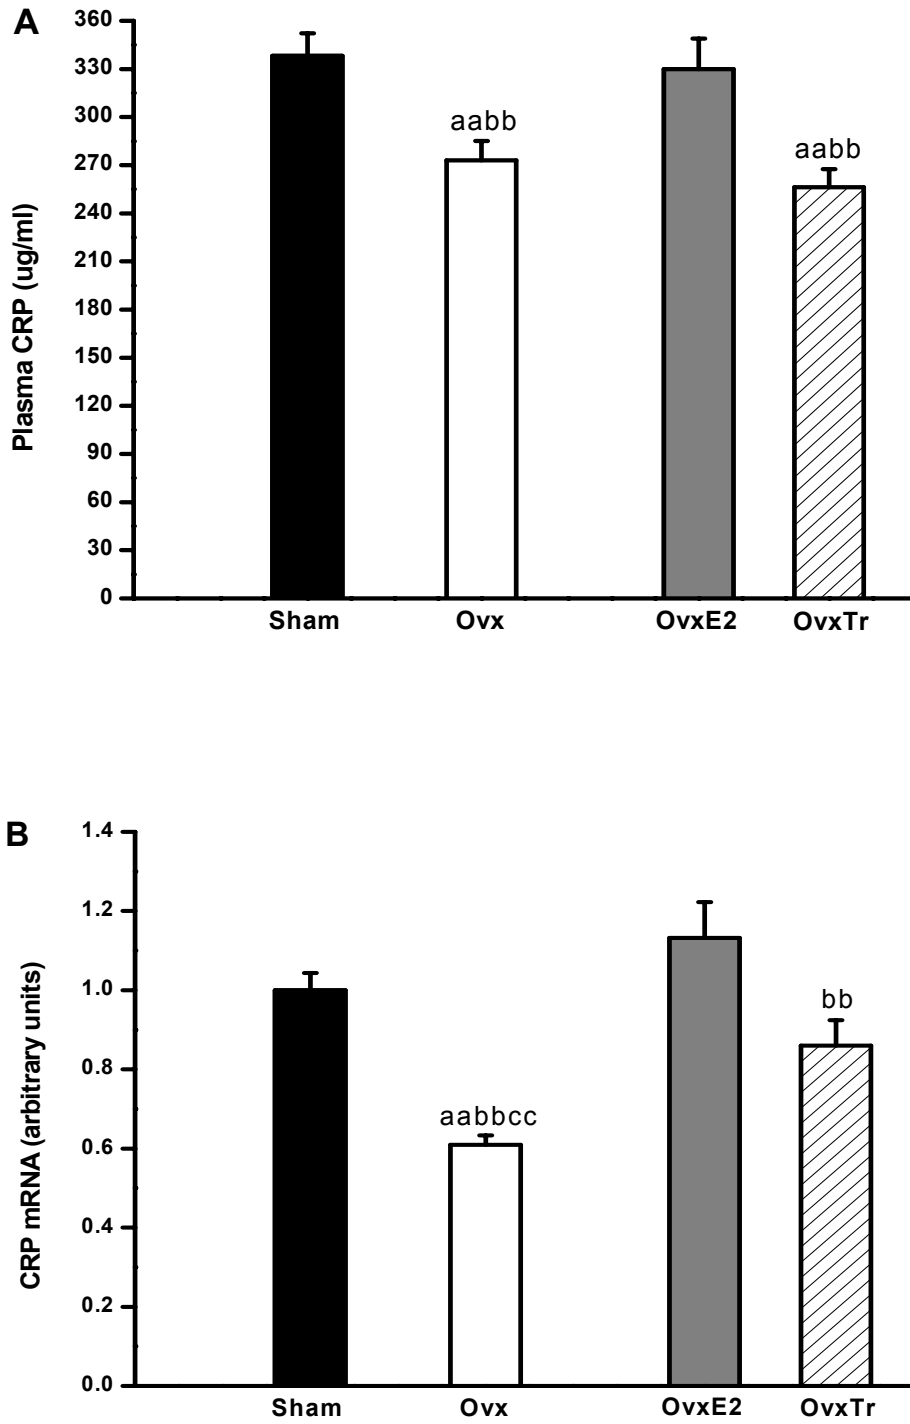 A
Plasma CRP (ug/ml)
360
330
300
270
240
210
180
150
120
90
60
30
0
aabb
aabb
Sham Ovx OvxE2 OvxTr
B
CRP mRNA (arbitrary units)
1.4
1.2
1.0
0.8
0.6
0.4
0.2
0.0
bb
aabbcc
Sham Ovx OvxE2 OvxTr